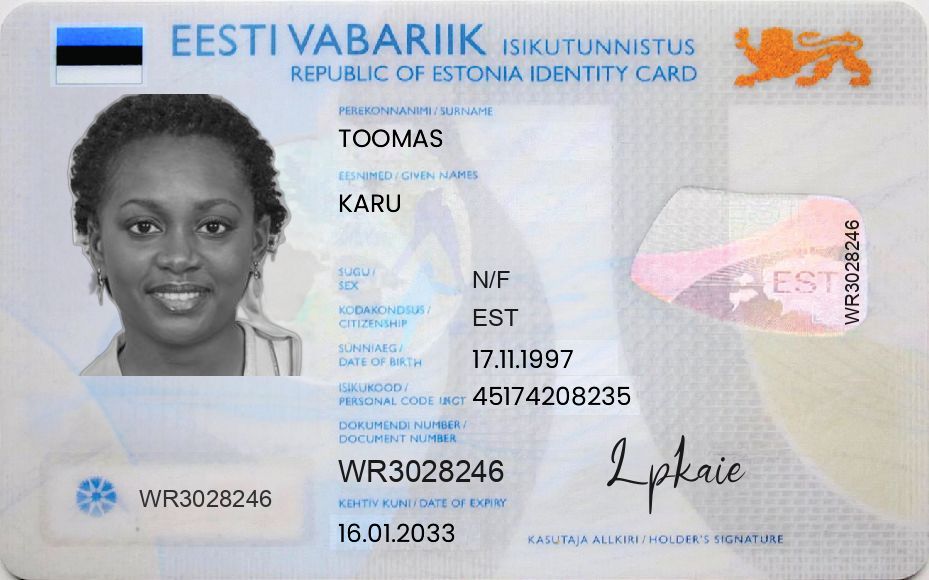 EESTI VABARIIK ISIKUTUNNISTUS
REPUBLIC OF ESTONIA IDENTITY CARD
PEREKONNANIMI / SURNAME
TOOMAS
EESNIMED / GIVEN NAMES
KARU
SUGU /
SEX
N/F
KODAKONDSUS /
CITIZENSHIP
EST
SÜNNIAEG /
DATE OF BIRTH
17.11.1997
ISIKUKOOD /
PERSONAL CODE
45174208235
DOKUMENDI NUMBER /
DOCUMENT NUMBER
WR3028246
KEHTIV KUNI / DATE OF EXPIRY
16.01.2033
WR3028246
EST
WR3028246
KASUTAJA ALLKIRI / HOLDER'S SIGNATURE